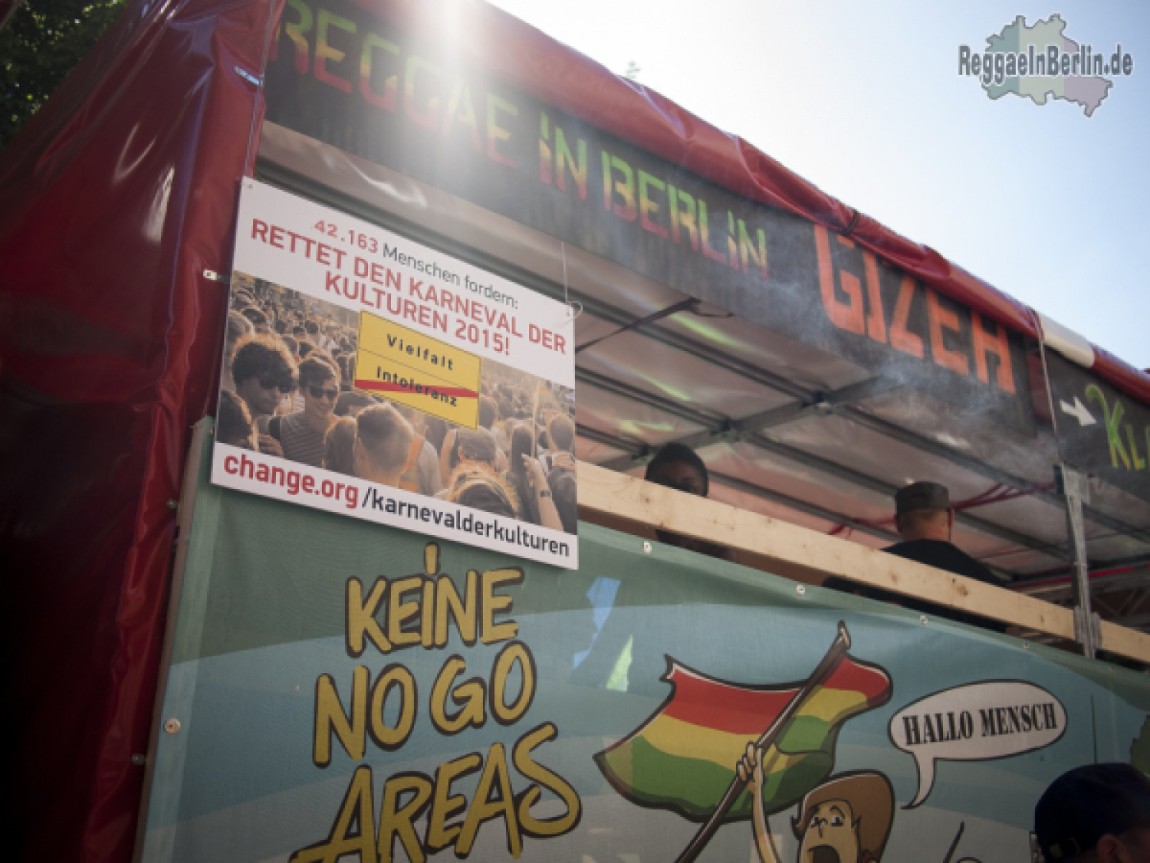 ReggaeInBerlin.de
REGGAE IN BERLIN GIZEH
42.163 Menschen fordern:
RETTET DEN KARNEVAL DER
KULTUREN 2015!
Vielfalt
Intoleranz
change.org/karnevalderkulturen
KEINE
NO GO
AREAS
HALLO MENSCH